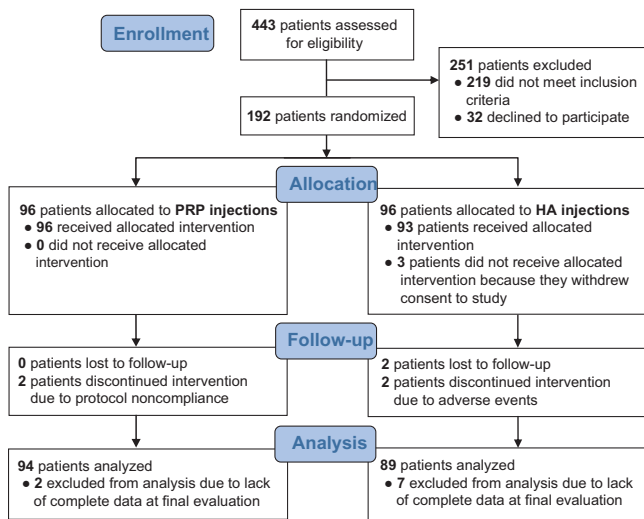 Enrollment
443 patients assessed
for eligibility
251 patients excluded
● 219 did not meet inclusion
criteria
● 32 declined to participate
192 patients randomized
Allocation
96 patients allocated to PRP injections
● 96 received allocated intervention
● 0 did not receive allocated
intervention
96 patients allocated to HA injections
● 93 patients received allocated
intervention
● 3 patients did not receive allocated
intervention because they withdrew
consent to study
Follow-up
0 patients lost to follow-up
2 patients discontinued intervention
due to protocol noncompliance
2 patients lost to follow-up
2 patients discontinued intervention
due to adverse events
Analysis
94 patients analyzed
● 2 excluded from analysis due to lack
of complete data at final evaluation
89 patients analyzed
● 7 excluded from analysis due to lack
of complete data at final evaluation